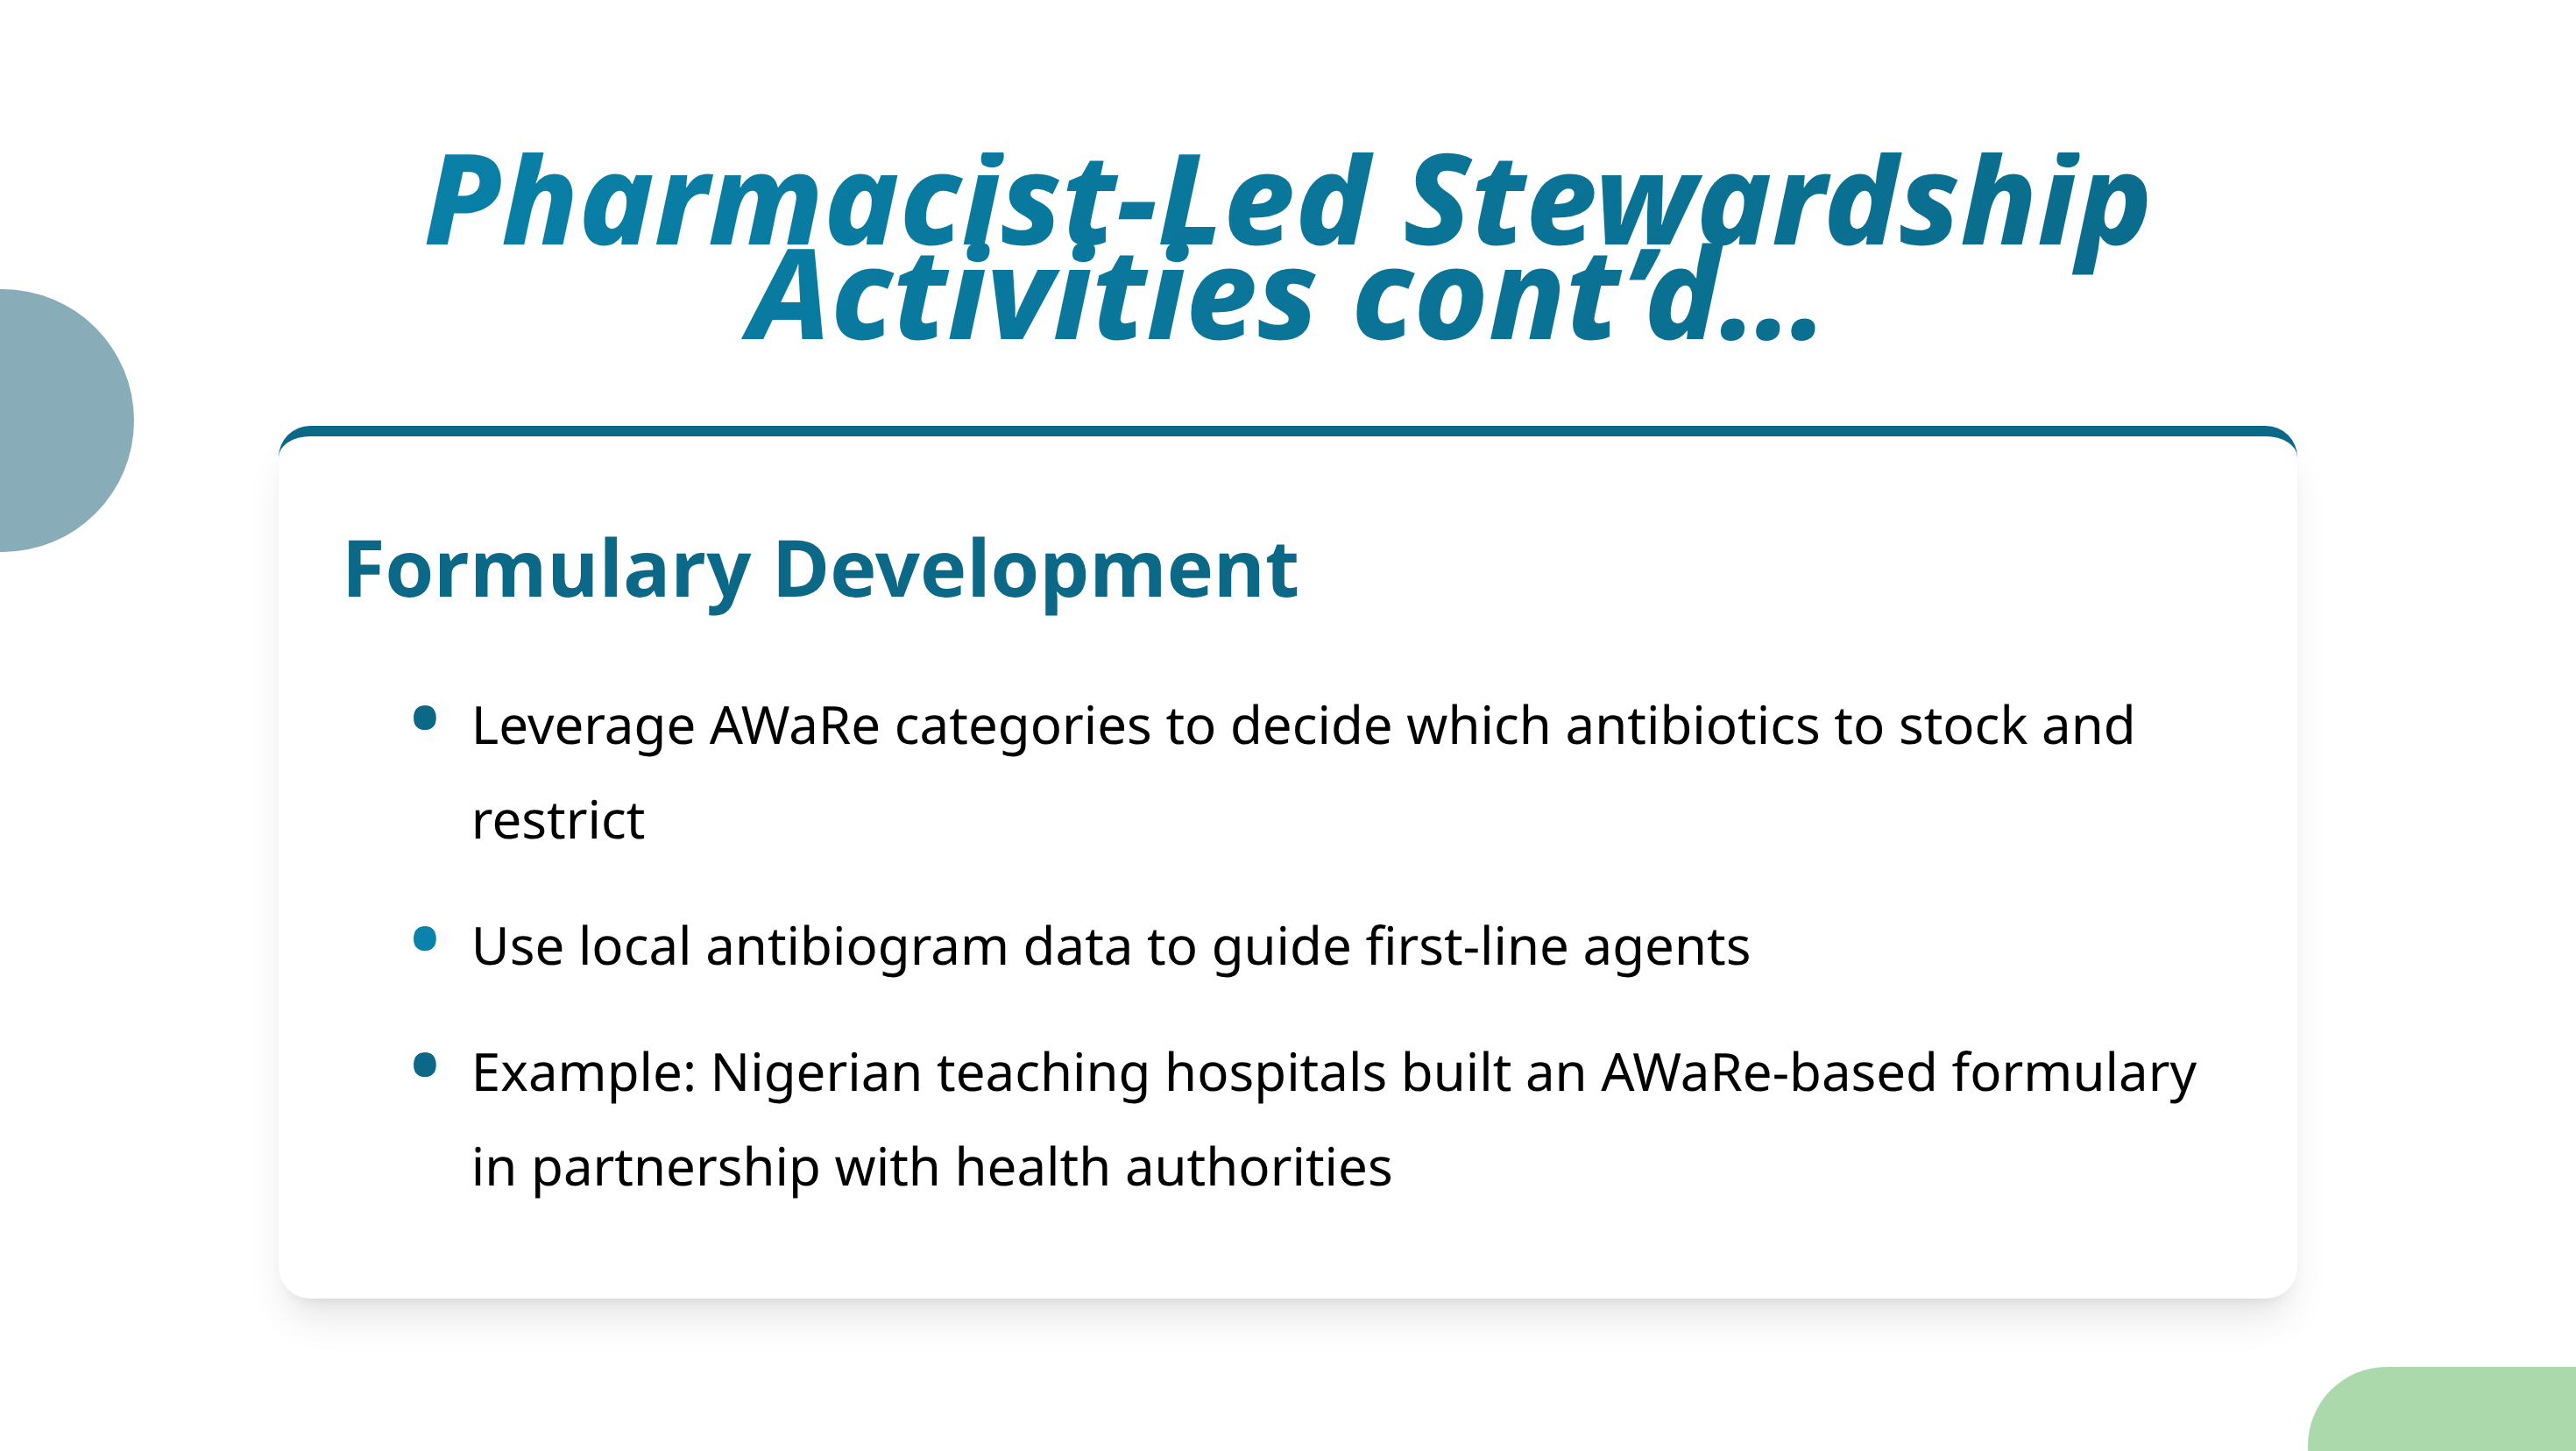 Pharmacist-Led Stewardship
Activities cont’d…
Formulary Development
• Leverage AWaRe categories to decide which antibiotics to stock and
restrict
• Use local antibiogram data to guide first-line agents
• Example: Nigerian teaching hospitals built an AWaRe-based formulary
in partnership with health authorities